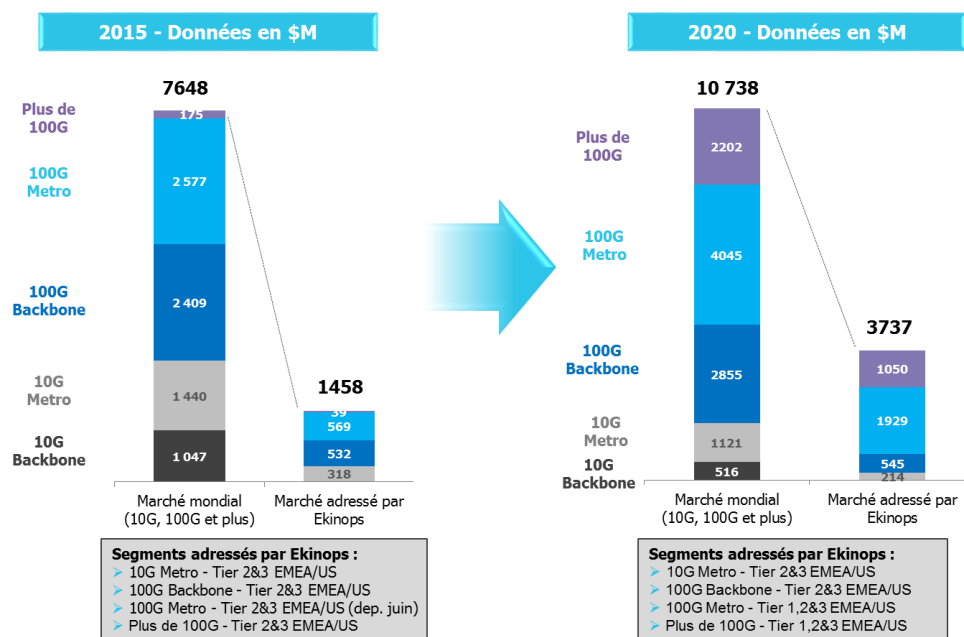 2015 - Données en $M
7648
Plus de
100G
175
100G
Metro
2 577
100G
Backbone
2 409
10G
Metro
1 440
10G
Backbone
1 047
1458
39
569
532
318
Marché mondial
(10G, 100G et plus)
Marché adressé par
Ekinops
Segments adressés par Ekinops :
10G Metro - Tier 2&3 EMEA/US
100G Backbone - Tier 2&3 EMEA/US
100G Metro - Tier 2&3 EMEA/US (dep. juin)
Plus de 100G - Tier 2&3 EMEA/US
2020 - Données en $M
10 738
Plus de
100G
2202
100G
Metro
4045
100G
Backbone
2855
10G
Metro
1121
10G
Backbone
516
3737
1050
1929
545
214
Marché mondial
(10G, 100G et plus)
Marché adressé par
Ekinops
Segments adressés par Ekinops :
10G Metro - Tier 2&3 EMEA/US
100G Backbone - Tier 2&3 EMEA/US
100G Metro - Tier 1,2&3 EMEA/US
Plus de 100G - Tier 1,2&3 EMEA/US